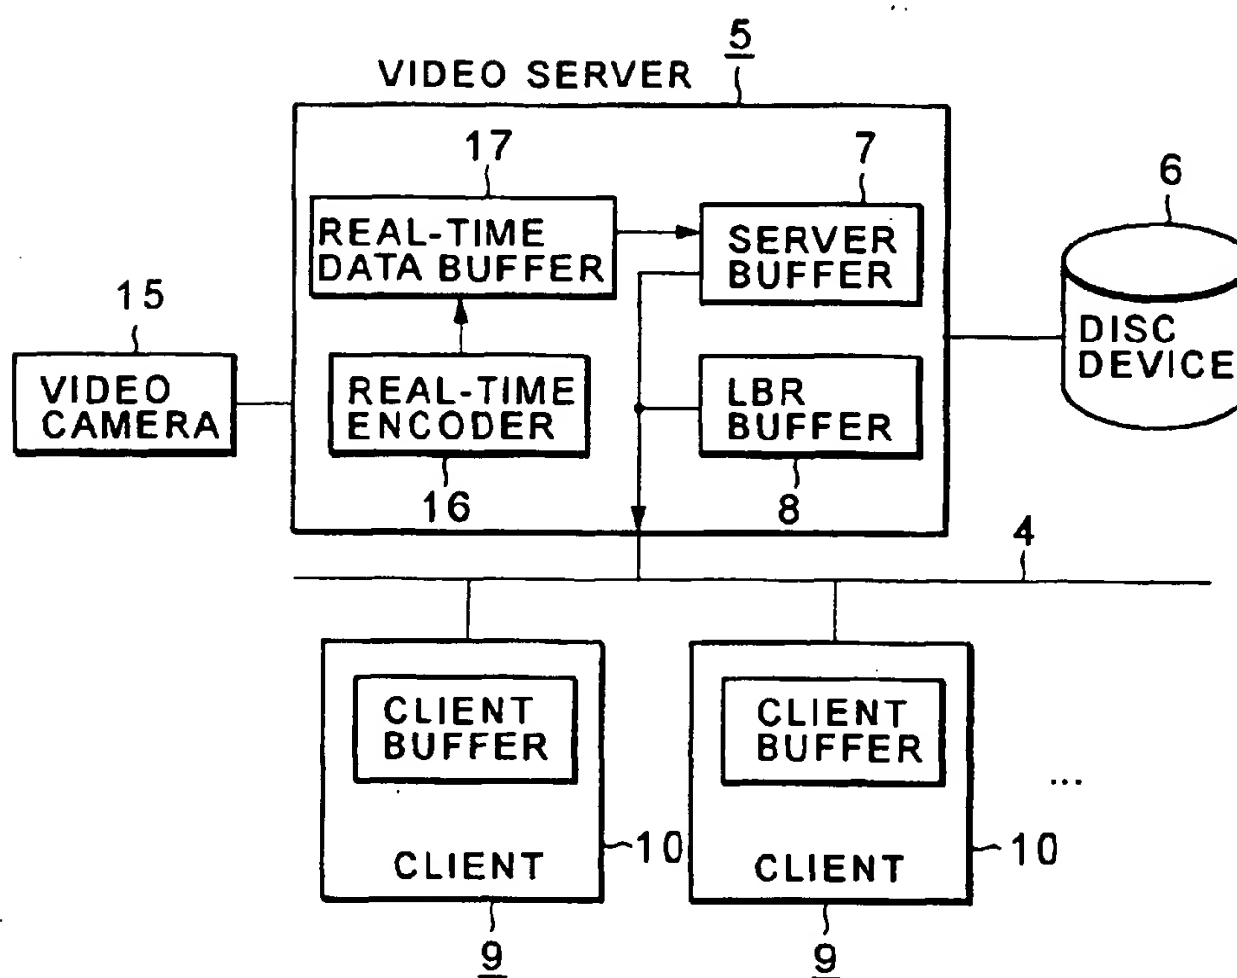 5
VIDEO SERVER
17
7
6
REAL-TIME
DATA BUFFER
SERVER
BUFFER
15
DISC
DEVICE
VIDEO
CAMERA
REAL-TIME
ENCODER
LBR
BUFFER
16
8
4
CLIENT
BUFFER
CLIENT
BUFFER
...
10
10
CLIENT
CLIENT
9
9